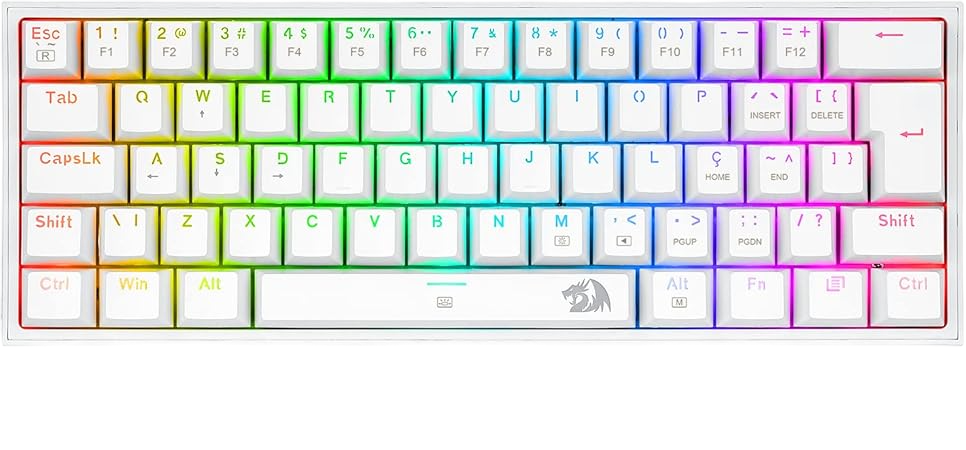 Esc 1 ! 2 @ 3 # 4 $ 5 % 6 ·· 7 & 8 * 9 ( 0 ) - – = +
` ~ R F1 F2 F3 F4 F5 F6 F7 F8 F9 F10 F11 F12
Tab Q W E R T Y U I O P ´ ` [ {
INSERT DELETE
CapsLk A S D F G H J K L Ç ~ ^ ] }
HOME END
Shift \ | Z X C V B N M , < . > ; : / ? Shift
PGUP PGDN
Ctrl Win Alt Alt Fn Ctrl
M